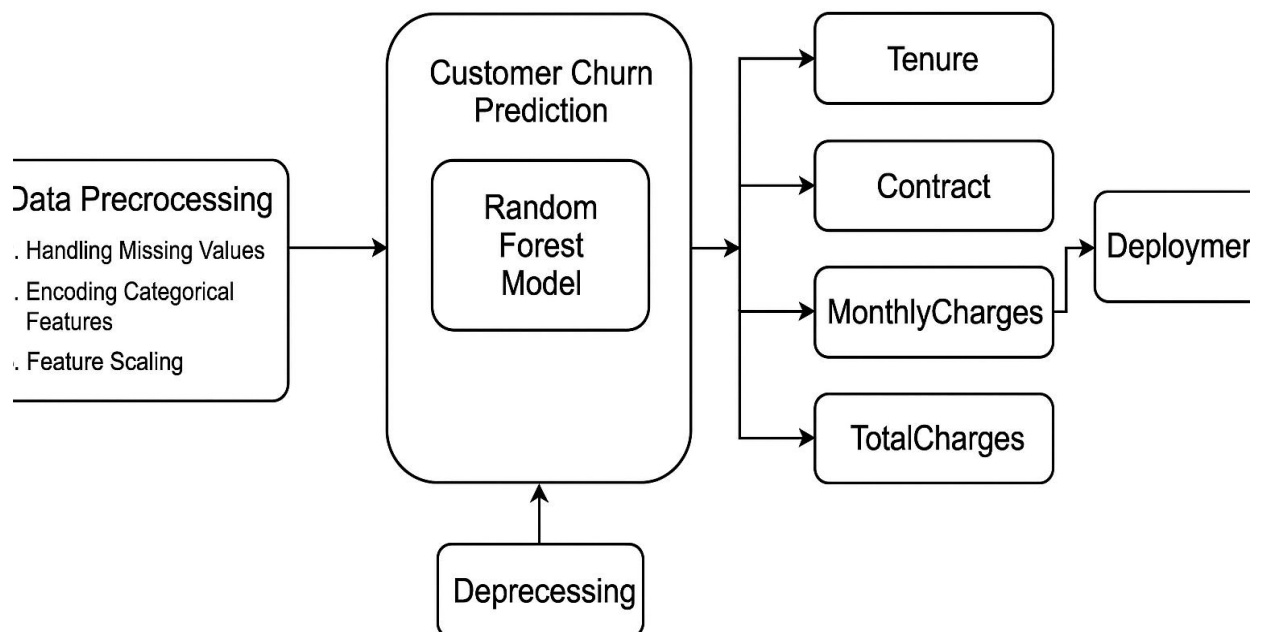 Data Precrocessing
. Handling Missing Values
. Encoding Categorical
Features
. Feature Scaling
Customer Churn
Prediction
Random
Forest
Model
Deprecessing
Tenure
Contract
MonthlyCharges
TotalCharges
Deploymen